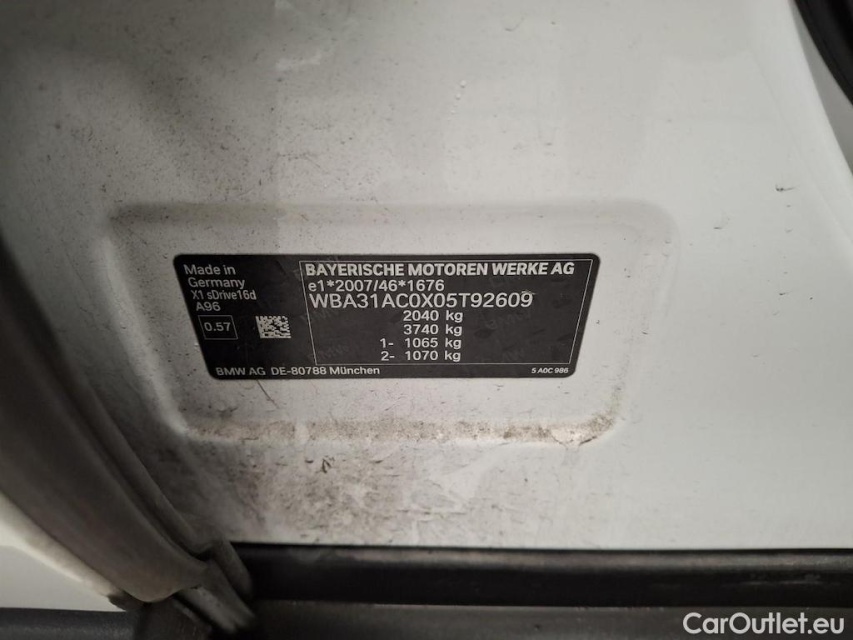 Made in
Germany
X1 sDrive16d
A96
0.57
BAYERISCHE MOTOREN WERKE AG
e1*2007/46*1676
WBA31AC0X05T92609
2040 kg
3740 kg
1- 1065 kg
2- 1070 kg
BMW AG DE-80788 München
5 A0C 986
CarOutlet.eu